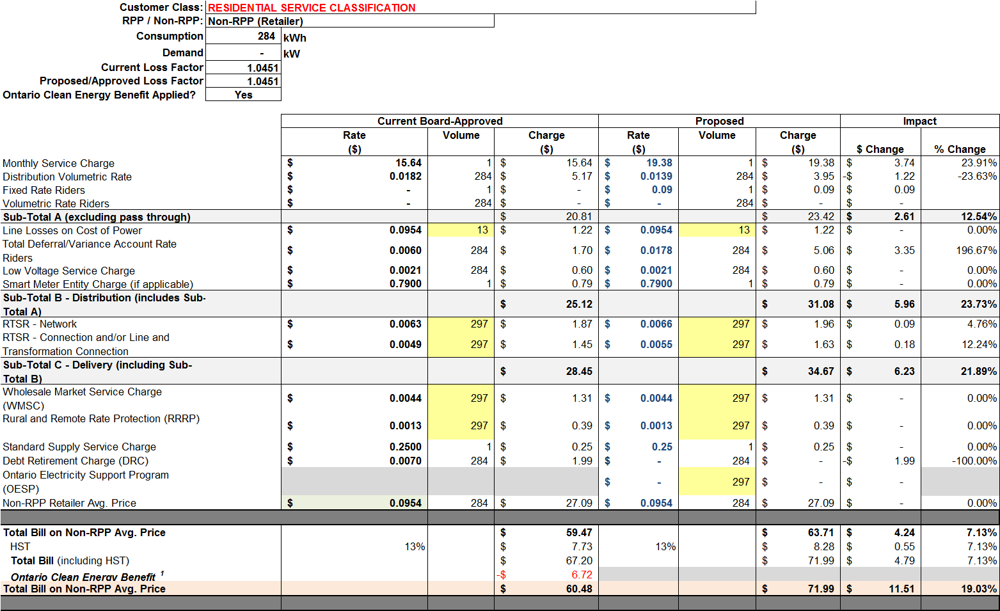 Customer Class: RESIDENTIAL SERVICE CLASSIFICATION
RPP / Non-RPP: Non-RPP (Retailer)
Consumption 284 kWh
Demand - kW
Current Loss Factor 1.0451
Proposed/Approved Loss Factor 1.0451
Ontario Clean Energy Benefit Applied? Yes
Current Board-Approved Proposed Impact
Rate Volume Charge Rate Volume Charge
($) ($) ($) ($) $ Change % Change
Monthly Service Charge $ 15.64 1 $ 15.64 $ 19.38 1 $ 19.38 $ 3.74 23.91%
Distribution Volumetric Rate $ 0.0182 284 $ 5.17 $ 0.0139 284 $ 3.95 -$ 1.22 -23.63%
Fixed Rate Riders $ - 1 $ - $ 0.09 1 $ 0.09 $ 0.09
Volumetric Rate Riders $ - 284 $ - $ - 284 $ - $ -
Sub-Total A (excluding pass through) $ 20.81 $ 23.42 $ 2.61 12.54%
Line Losses on Cost of Power $ 0.0954 13 $ 1.22 $ 0.0954 13 $ 1.22 $ - 0.00%
Total Deferral/Variance Account Rate
Riders $ 0.0060 284 $ 1.70 $ 0.0178 284 $ 5.06 $ 3.35 196.67%
Low Voltage Service Charge $ 0.0021 284 $ 0.60 $ 0.0021 284 $ 0.60 $ - 0.00%
Smart Meter Entity Charge (if applicable) $ 0.7900 1 $ 0.79 $ 0.7900 1 $ 0.79 $ - 0.00%
Sub-Total B - Distribution (includes Sub-
Total A) $ 25.12 $ 31.08 $ 5.96 23.73%
RTSR - Network $ 0.0063 297 $ 1.87 $ 0.0066 297 $ 1.96 $ 0.09 4.76%
RTSR - Connection and/or Line and
Transformation Connection $ 0.0049 297 $ 1.45 $ 0.0055 297 $ 1.63 $ 0.18 12.24%
Sub-Total C - Delivery (including Sub-
Total B) $ 28.45 $ 34.67 $ 6.23 21.89%
Wholesale Market Service Charge
(WMSC) $ 0.0044 297 $ 1.31 $ 0.0044 297 $ 1.31 $ - 0.00%
Rural and Remote Rate Protection (RRRP) $ 0.0013 297 $ 0.39 $ 0.0013 297 $ 0.39 $ - 0.00%
Standard Supply Service Charge $ 0.2500 1 $ 0.25 $ 0.25 1 $ 0.25 $ - 0.00%
Debt Retirement Charge (DRC) $ 0.0070 284 $ 1.99 $ - 284 $ - -$ 1.99 -100.00%
Ontario Electricity Support Program
(OESP) $ - 297 $ - $ -
Non-RPP Retailer Avg. Price $ 0.0954 284 $ 27.09 $ 0.0954 284 $ 27.09 $ - 0.00%
Total Bill on Non-RPP Avg. Price $ 59.47 $ 63.71 $ 4.24 7.13%
HST 13% $ 7.73 13% $ 8.28 $ 0.55 7.13%
Total Bill (including HST) $ 67.20 $ 71.99 $ 4.79 7.13%
Ontario Clean Energy Benefit 1 -$ 6.72
Total Bill on Non-RPP Avg. Price $ 60.48 $ 71.99 $ 11.51 19.03%